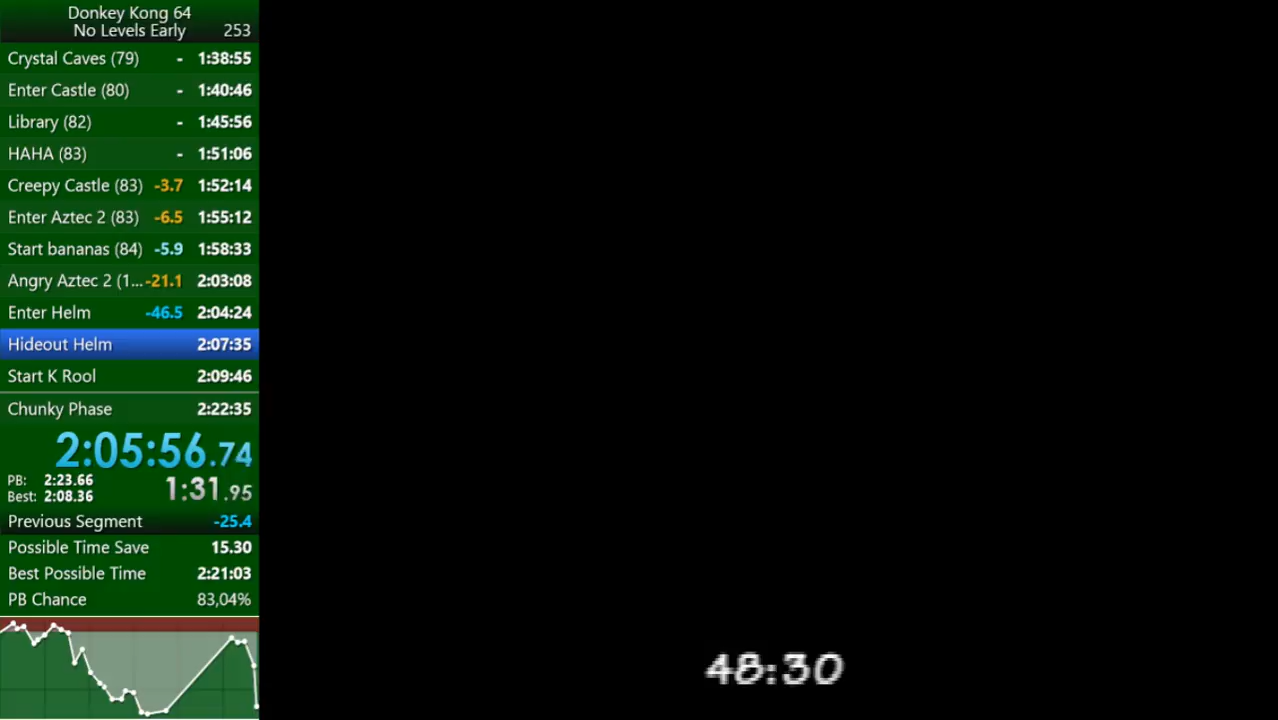 Donkey Kong 64
No Levels Early 253
Crystal Caves (79) - 1:38:55
Enter Castle (80) - 1:40:46
Library (82) - 1:45:56
HAHA (83) - 1:51:06
Creepy Castle (83) -3.7 1:52:14
Enter Aztec 2 (83) -6.5 1:55:12
Start bananas (84) -5.9 1:58:33
Angry Aztec 2 (1... -21.1 2:03:08
Enter Helm -46.5 2:04:24
Hideout Helm 2:07:35
Start K Rool 2:09:46
Chunky Phase 2:22:35
2:05:56.74
PB: 2:23.66
Best: 2:08.36
1:31.95
Previous Segment -25.4
Possible Time Save 15.30
Best Possible Time 2:21:03
PB Chance 83,04%
48:30